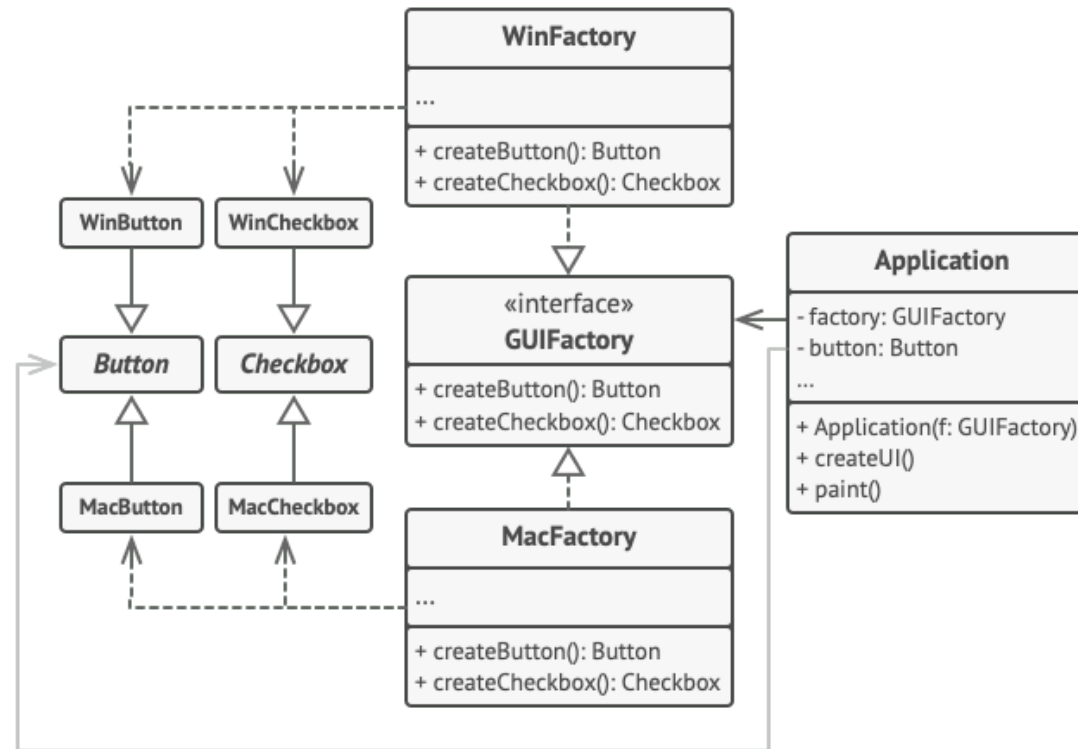 WinFactory
...
+ createButton(): Button
+ createCheckbox(): Checkbox
WinButton
WinCheckbox
Button
Checkbox
MacButton
MacCheckbox
«interface»
GUIFactory
+ createButton(): Button
+ createCheckbox(): Checkbox
MacFactory
...
+ createButton(): Button
+ createCheckbox(): Checkbox
Application
- factory: GUIFactory
- button: Button
...
+ Application(f: GUIFactory)
+ createUI()
+ paint()